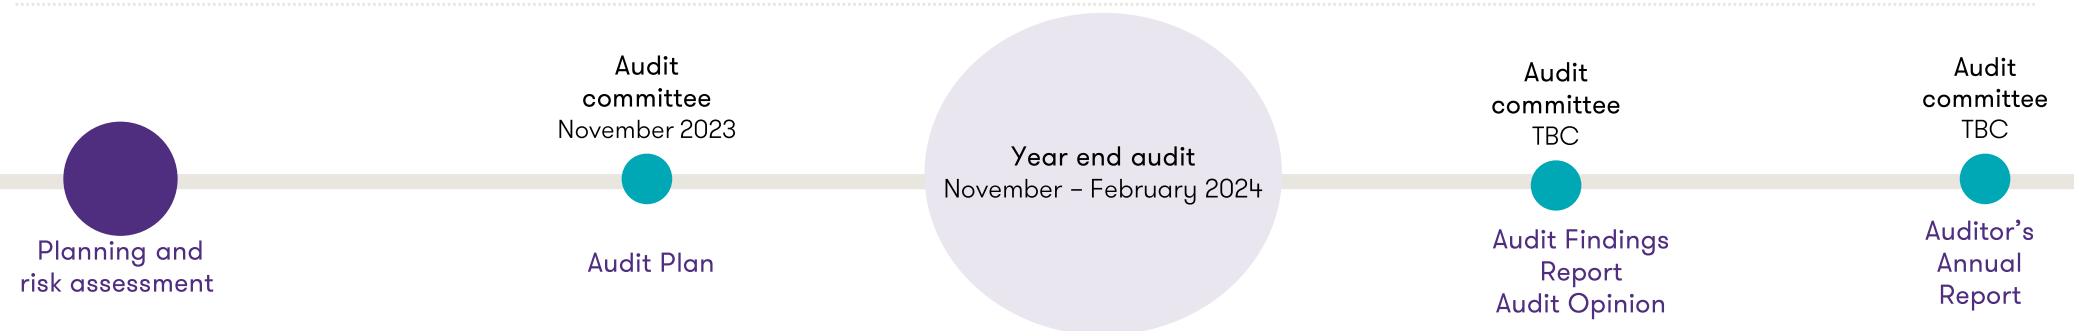 Planning and
risk assessment
Audit
committee
November 2023
Audit Plan
Year end audit
November – February 2024
Audit
committee
TBC
Audit Findings
Report
Audit Opinion
Audit
committee
TBC
Auditor’s
Annual
Report